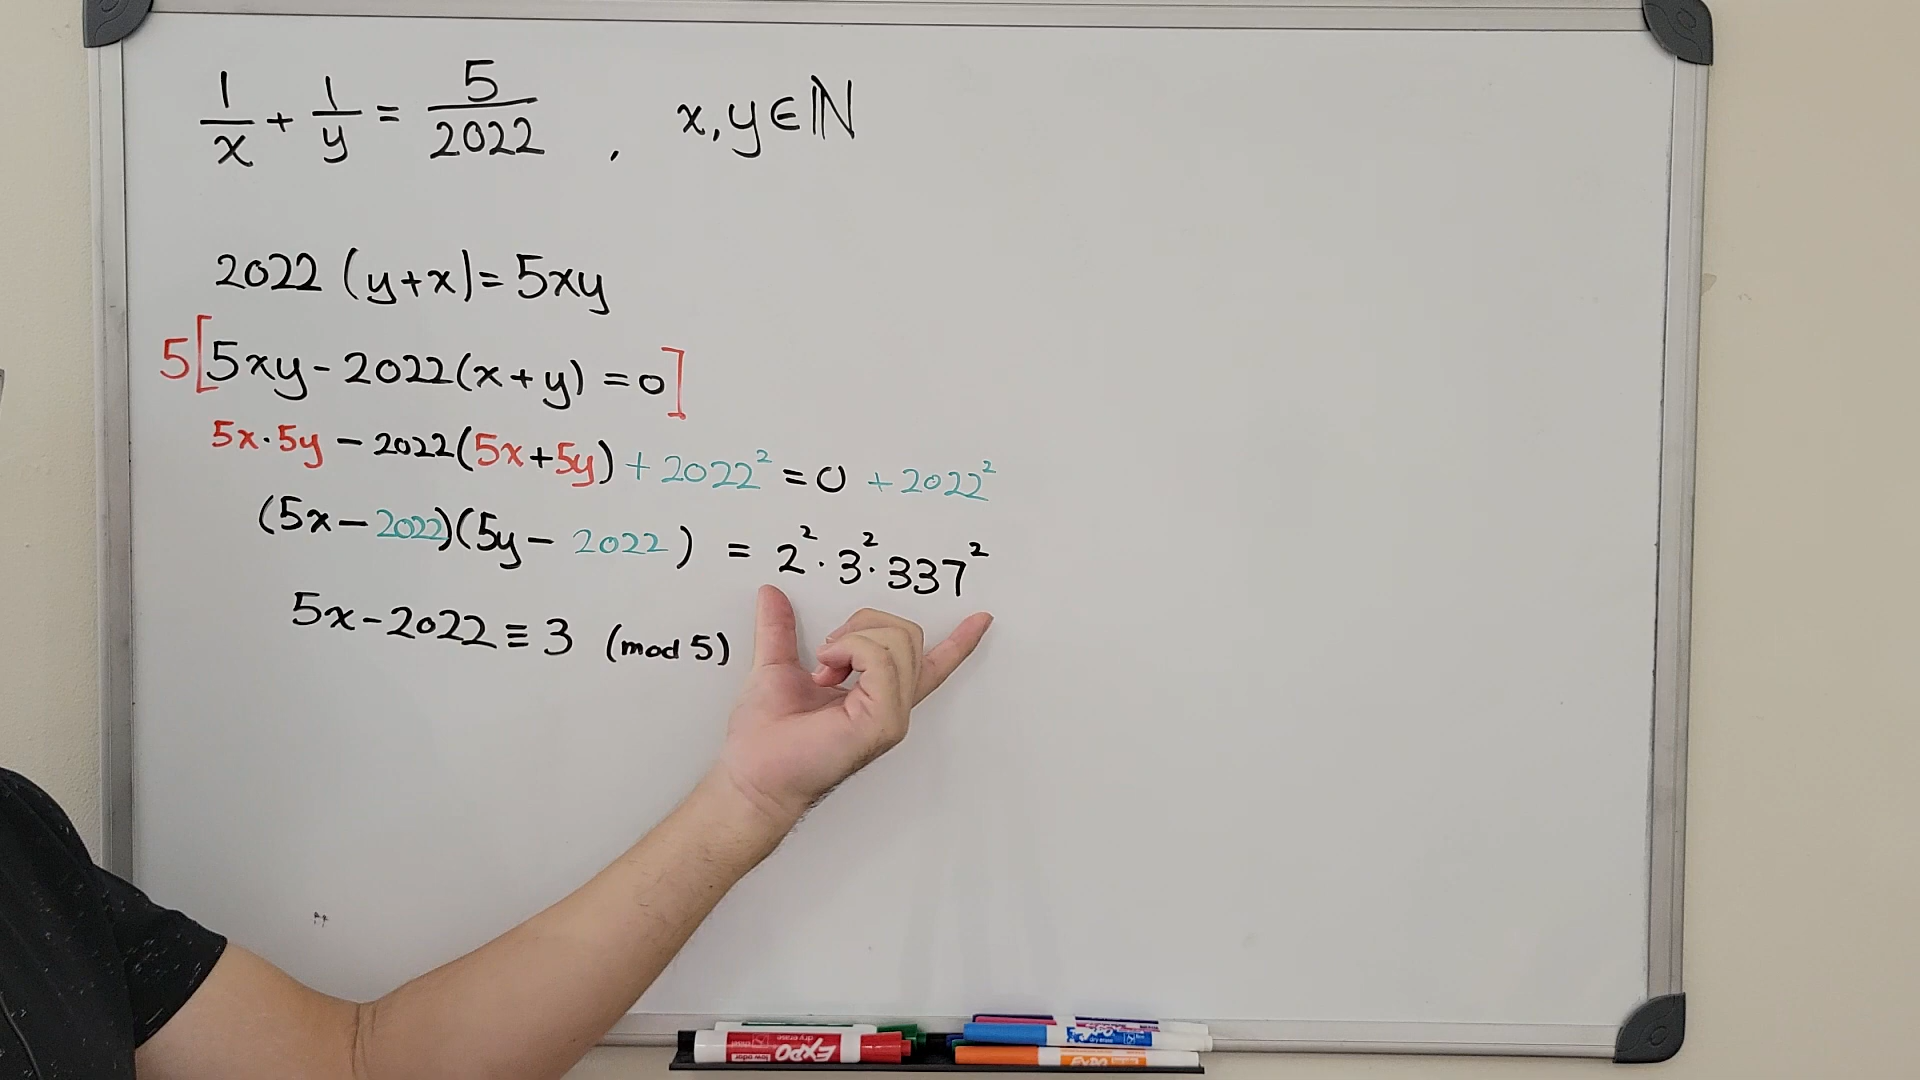 1/x + 1/y = 5/2022 , x,y∈ℕ
2022 (y+x)=5xy
5[5xy-2022(x+y)=0]
5x·5y-2022(5x+5y)+2022²=0+2022²
(5x-2022)(5y-2022) = 2²·3²·337²
5x-2022≡3 (mod 5)
EXPO